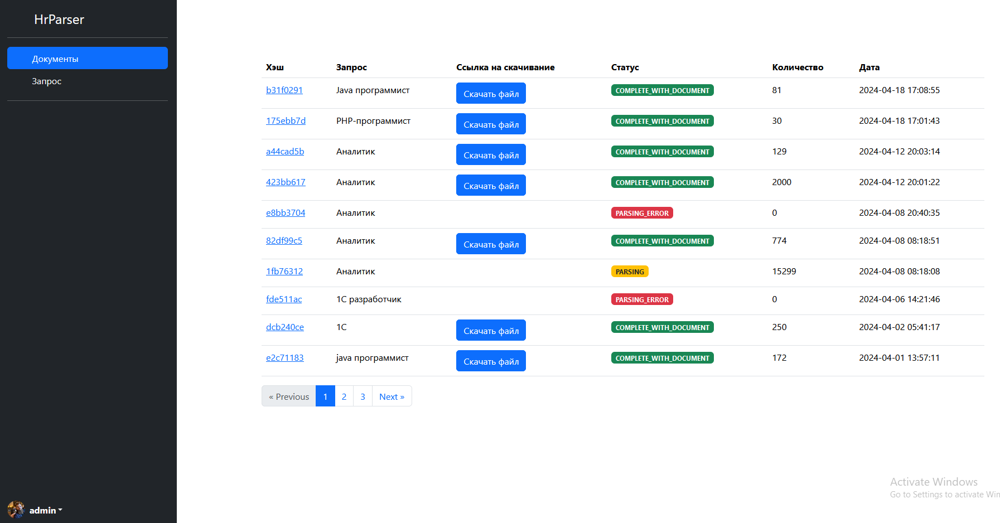 HrParser
Документы
Запрос
Хэш Запрос Ссылка на скачивание Статус Количество Дата
b31f0291 Java программист Скачать файл COMPLETE_WITH_DOCUMENT 81 2024-04-18 17:08:55
175ebb7d PHP-программист Скачать файл COMPLETE_WITH_DOCUMENT 30 2024-04-18 17:01:43
a44cad5b Аналитик Скачать файл COMPLETE_WITH_DOCUMENT 129 2024-04-12 20:03:14
423bb617 Аналитик Скачать файл COMPLETE_WITH_DOCUMENT 2000 2024-04-12 20:01:22
e8bb3704 Аналитик PARSING_ERROR 0 2024-04-08 20:40:35
82df99c5 Аналитик Скачать файл COMPLETE_WITH_DOCUMENT 774 2024-04-08 08:18:51
1fb76312 Аналитик PARSING 15299 2024-04-08 08:18:08
fde511ac 1С разработчик PARSING_ERROR 0 2024-04-06 14:21:46
dcb240ce 1С Скачать файл COMPLETE_WITH_DOCUMENT 250 2024-04-02 05:41:17
e2c71183 java программист Скачать файл COMPLETE_WITH_DOCUMENT 172 2024-04-01 13:57:11
« Previous 1 2 3 Next »
Activate Windows
Go to Settings to activate Win
admin